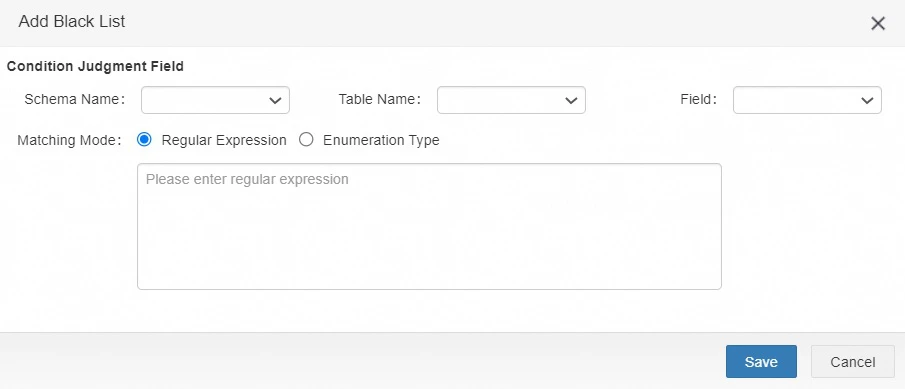 Add Black List
Condition Judgment Field
Schema Name: Table Name: Field:
Matching Mode: Regular Expression Enumeration Type
Please enter regular expression
Save Cancel